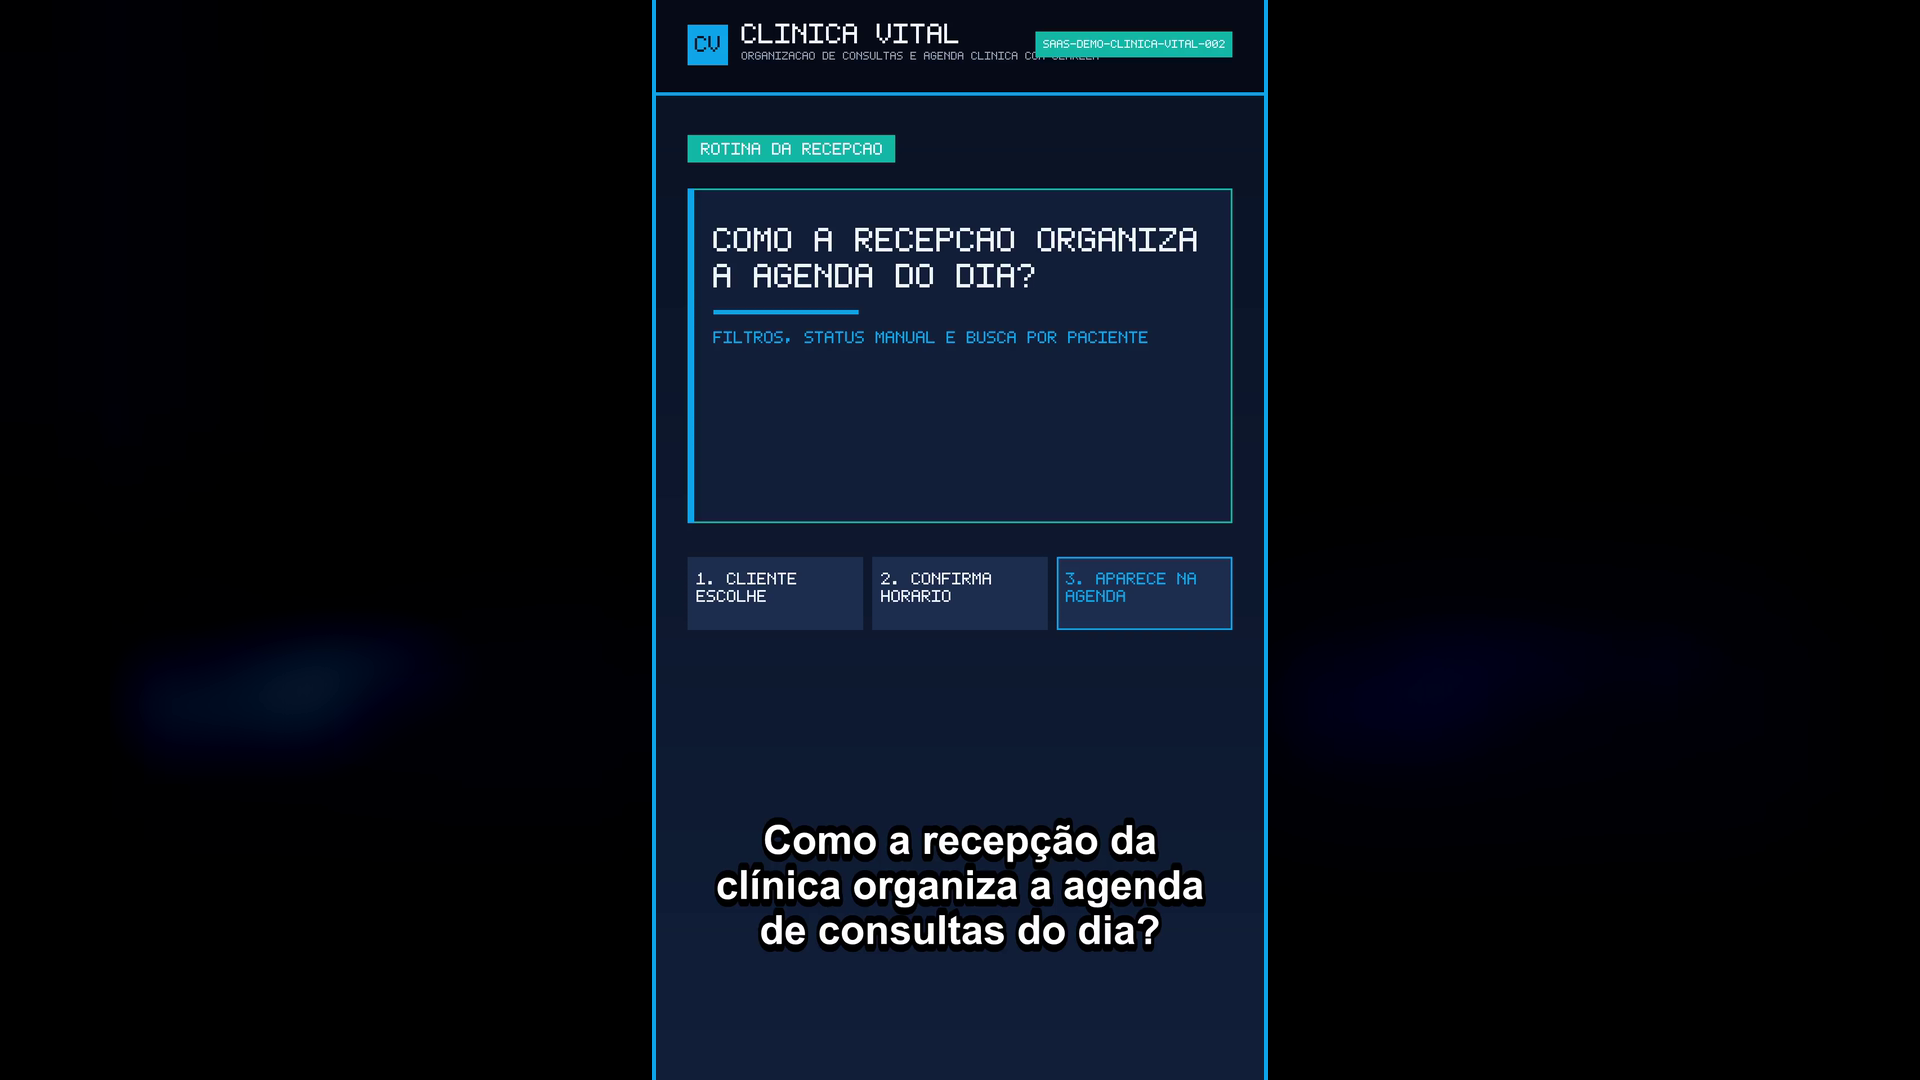 CV
CLINICA VITAL
SAAS-DEMO-CLINICA-VITAL-002
ORGANIZACAO DE CONSULTAS E AGENDA CLINICA
ROTINA DA RECEPCAO
COMO A RECEPCAO ORGANIZA
A AGENDA DO DIA?
FILTROS, STATUS MANUAL E BUSCA POR PACIENTE
1. CLIENTE
ESCOLHE
2. CONFIRMA
HORARIO
3. APARECE NA
AGENDA
Como a recepção da
clínica organiza a agenda
de consultas do dia?